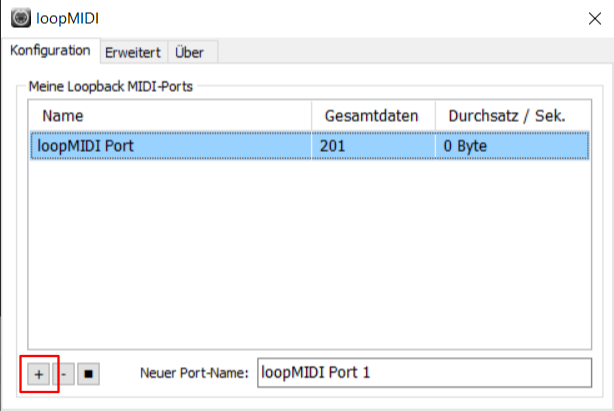 loopMIDI
Konfiguration Erweitert Über
Meine Loopback MIDI-Ports
Name Gesamtdaten Durchsatz / Sek.
loopMIDI Port 201 0 Byte
+ - ■ Neuer Port-Name: loopMIDI Port 1